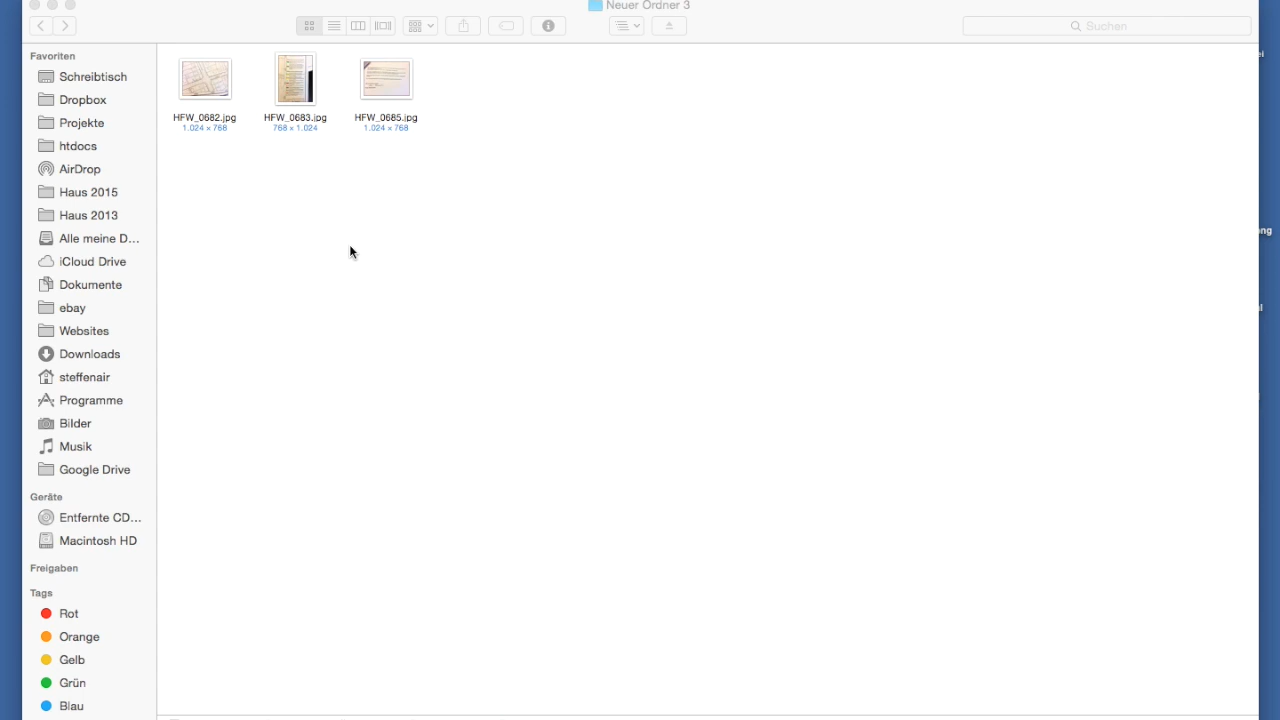 Neuer Ordner 3
Suchen
Favoriten
Schreibtisch
Dropbox
Projekte
htdocs
AirDrop
Haus 2015
Haus 2013
Alle meine D...
iCloud Drive
Dokumente
ebay
Websites
Downloads
steffenair
Programme
Bilder
Musik
Google Drive
Geräte
Entfernte CD...
Macintosh HD
Freigaben
Tags
Rot
Orange
Gelb
Grün
Blau
HFW_0682.jpg
1.024 × 768
HFW_0683.jpg
768 × 1.024
HFW_0685.jpg
1.024 × 768